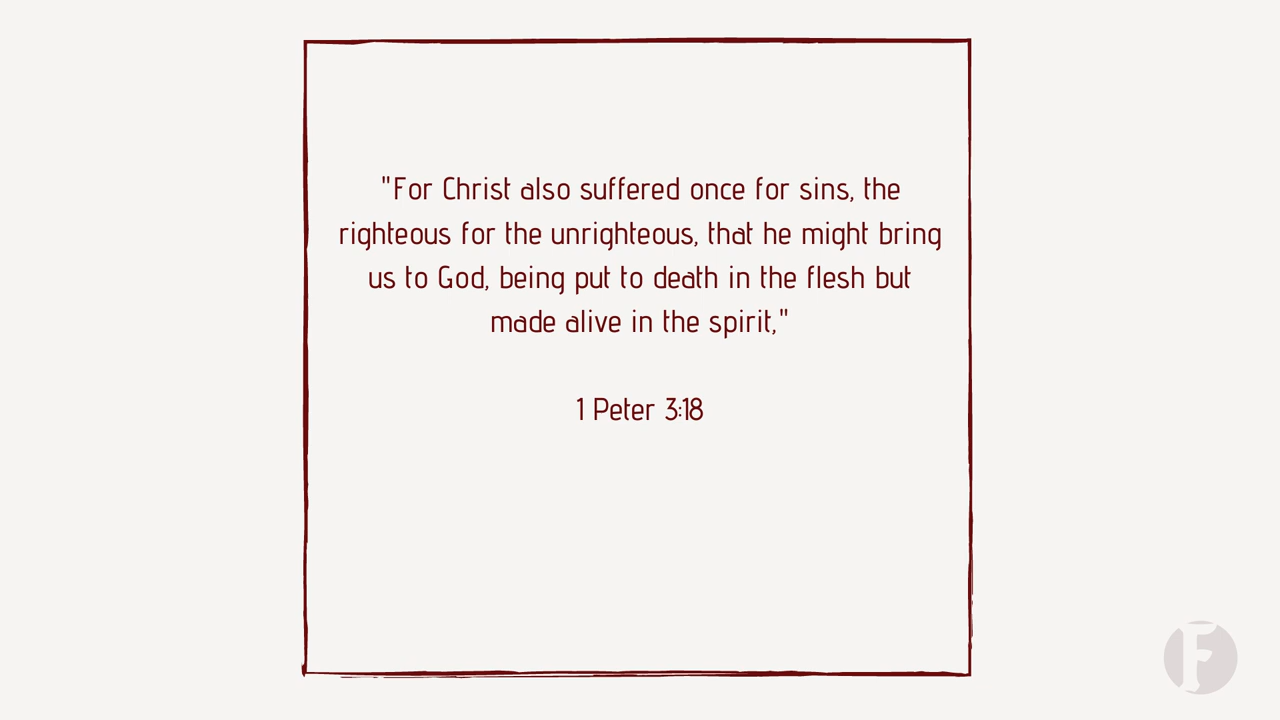 "For Christ also suffered once for sins, the
righteous for the unrighteous, that he might bring
us to God, being put to death in the flesh but
made alive in the spirit,"
1 Peter 3:18
F